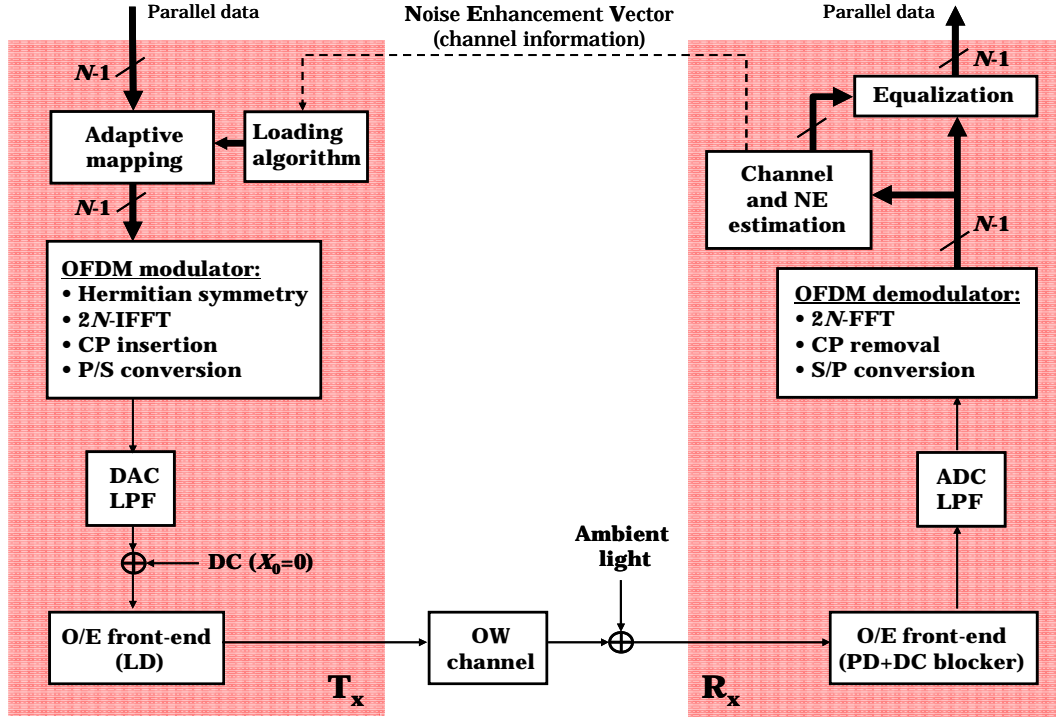 Parallel data
N-1
Adaptive
mapping
Loading
algorithm
N-1
OFDM modulator:
• Hermitian symmetry
• 2N-IFFT
• CP insertion
• P/S conversion
DAC
LPF
DC (X₀=0)
O/E front-end
(LD)
Tₓ
Noise Enhancement Vector
(channel information)
OW
channel
Ambient
light
Parallel data
N-1
Equalization
Channel
and NE
estimation
N-1
OFDM demodulator:
• 2N-FFT
• CP removal
• S/P conversion
ADC
LPF
O/E front-end
(PD+DC blocker)
Rₓ